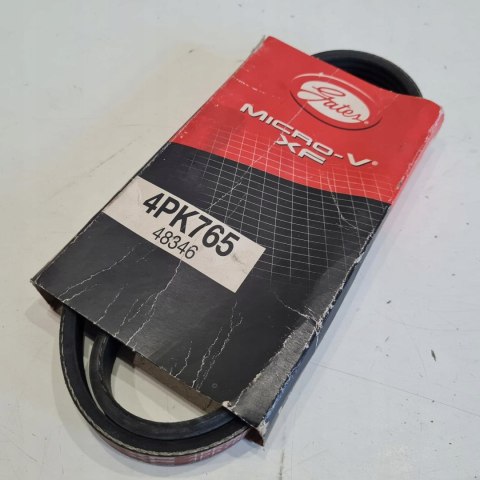 Gates
MICRO-V®
XF
4PK765
48346